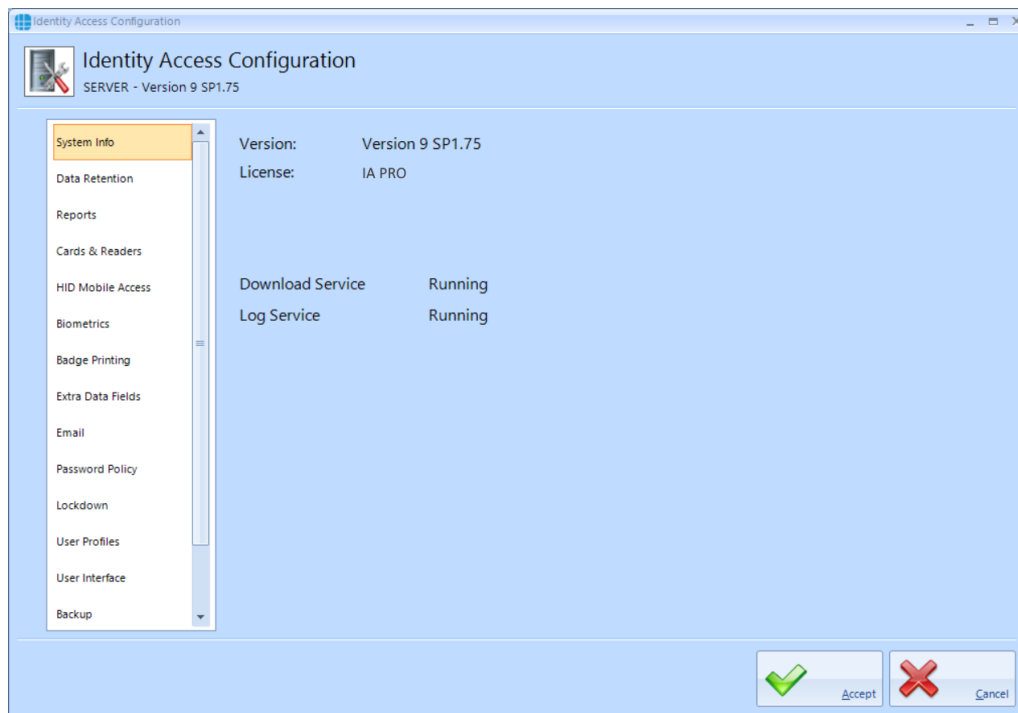 Identity Access Configuration
Identity Access Configuration
SERVER - Version 9 SP1.75
System Info
Data Retention
Reports
Cards & Readers
HID Mobile Access
Biometrics
Badge Printing
Extra Data Fields
Email
Password Policy
Lockdown
User Profiles
User Interface
Backup
Version: Version 9 SP1.75
License: IA PRO
Download Service Running
Log Service Running
Accept
Cancel